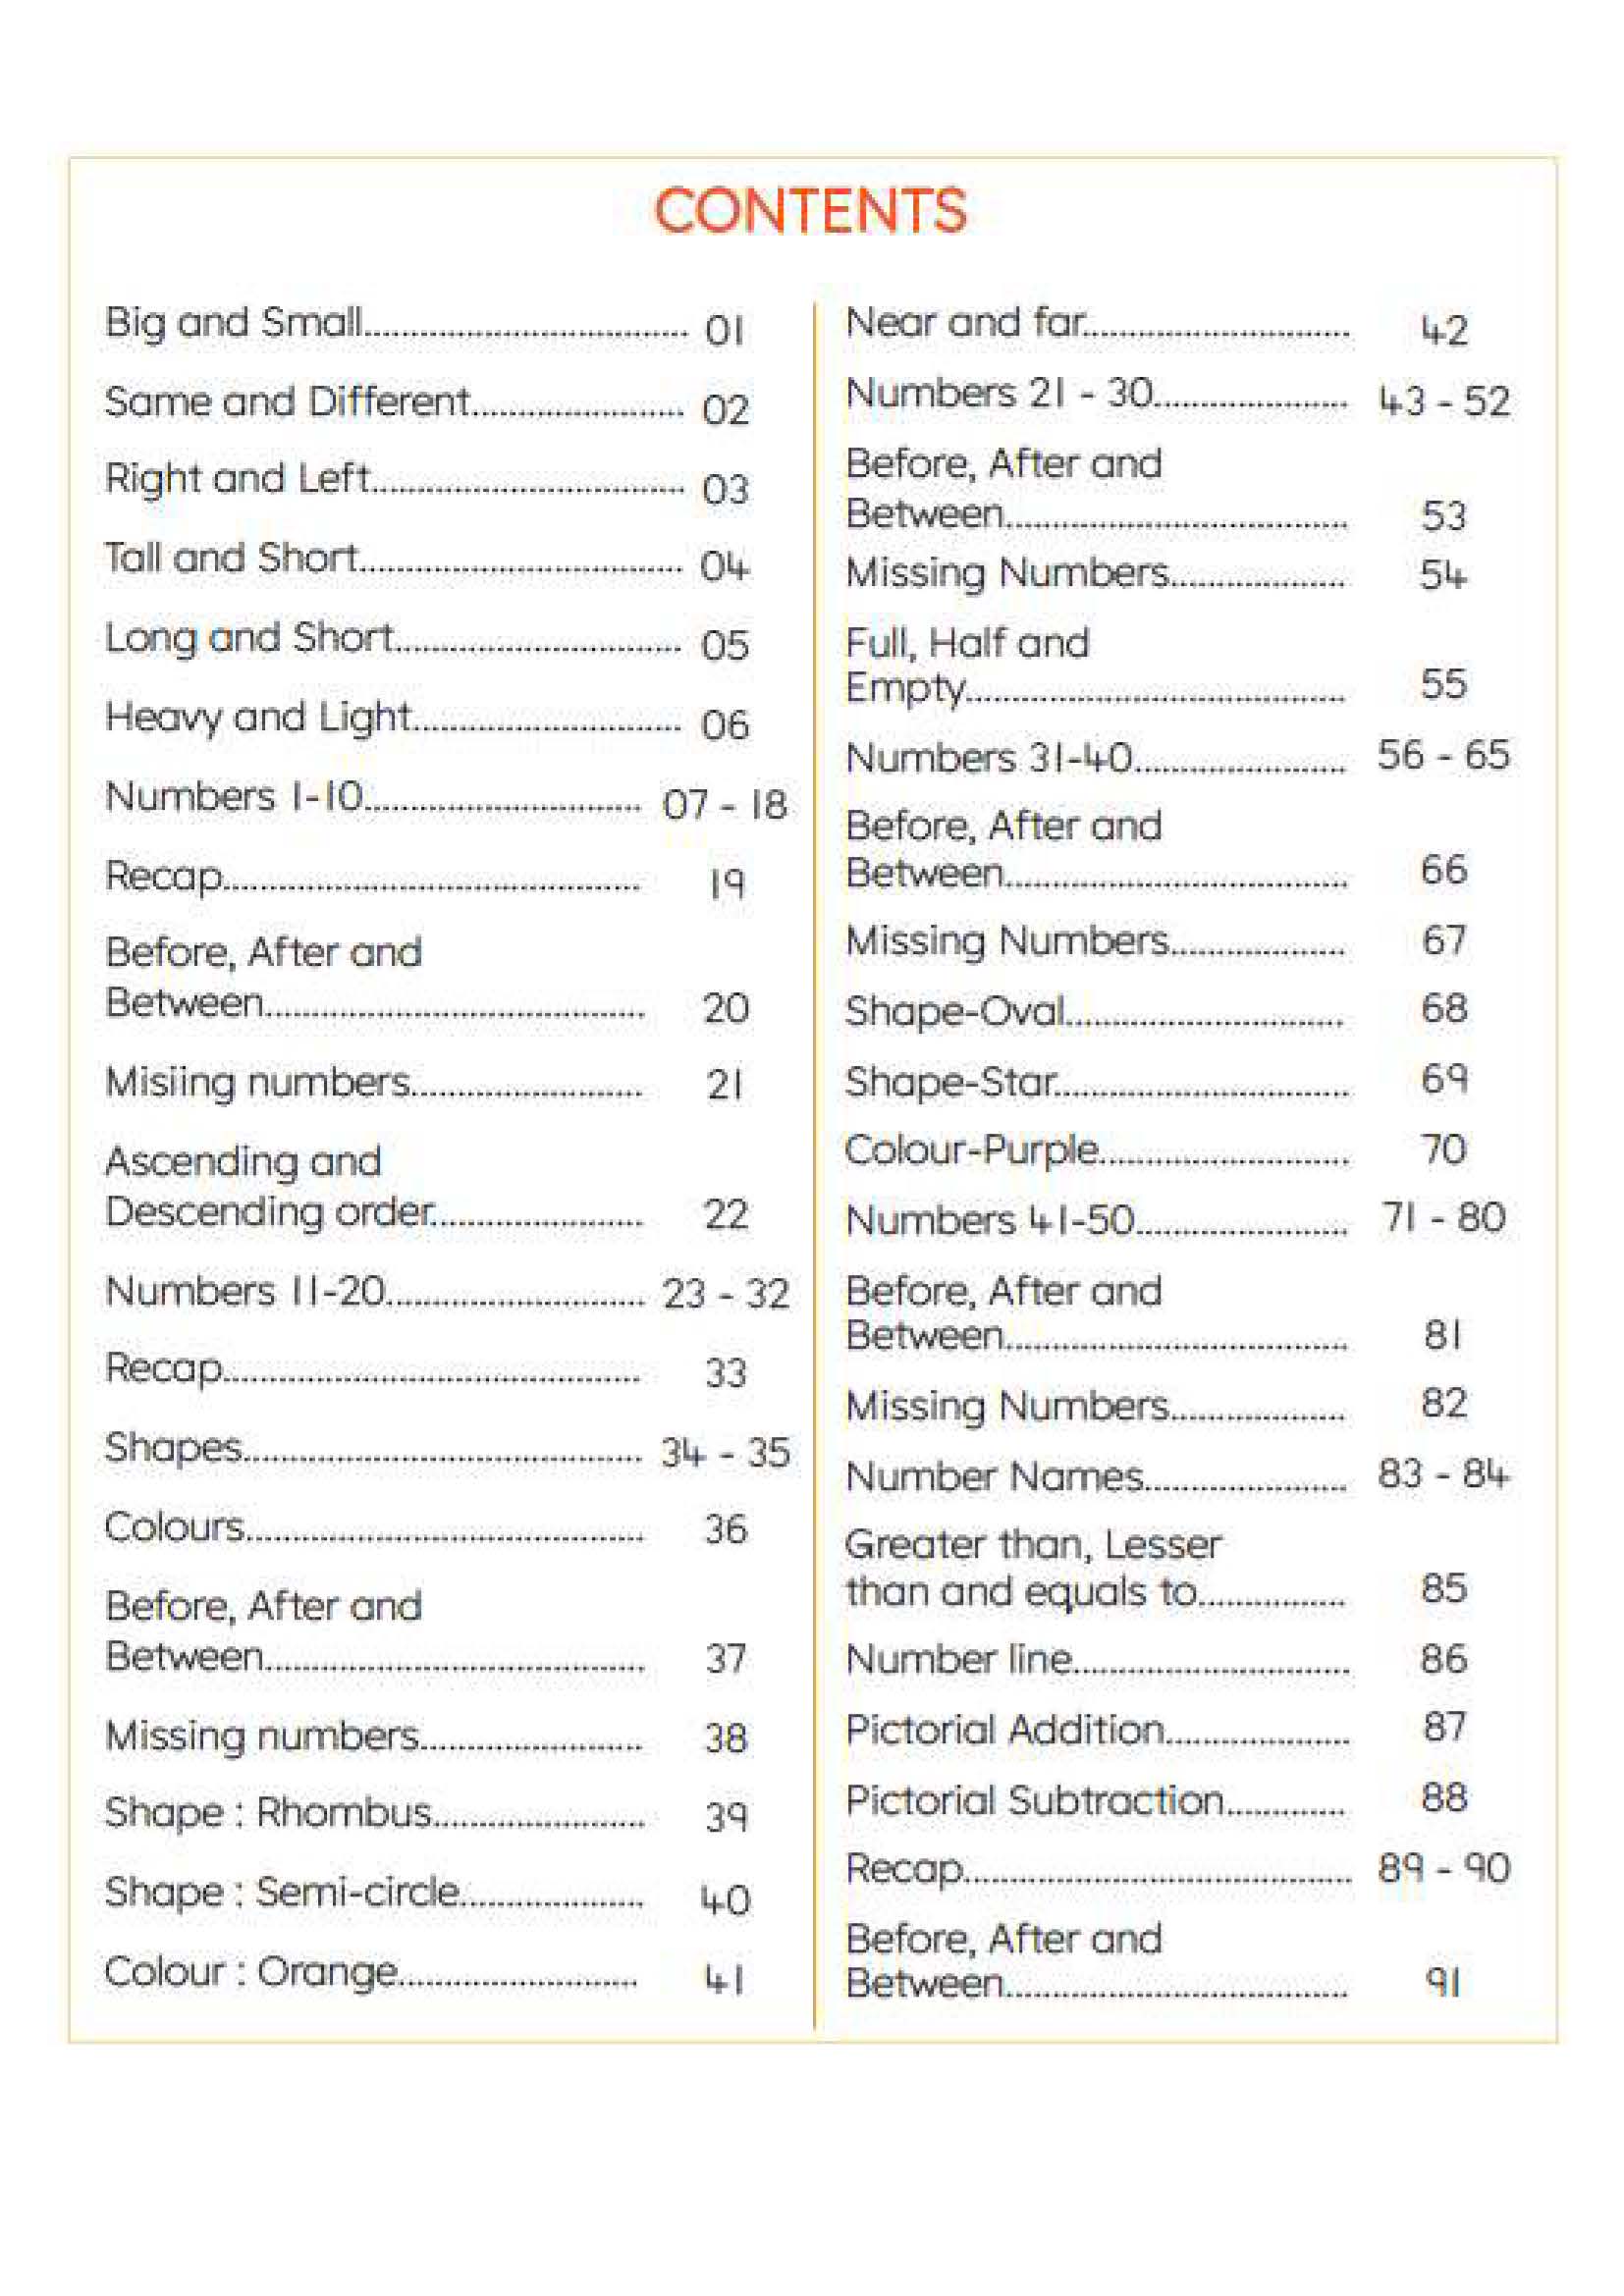 CONTENTS
Big and Small.................................... 01
Same and Different....................... 02
Right and Left.................................. 03
Tall and Short................................... 04
Long and Short............................... 05
Heavy and Light............................. 06
Numbers 1-10.............................. 07 - 18
Recap............................................. 19
Before, After and
Between......................................... 20
Misiing numbers......................... 21
Ascending and
Descending order....................... 22
Numbers 11-20............................ 23 - 32
Recap............................................. 33
Shapes........................................... 34 - 35
Colours........................................... 36
Before, After and
Between......................................... 37
Missing numbers........................ 38
Shape : Rhombus....................... 39
Shape : Semi-circle.................... 40
Colour : Orange.......................... 41
Near and far............................. 42
Numbers 21 - 30..................... 43 - 52
Before, After and
Between..................................... 53
Missing Numbers................... 54
Full, Half and
Empty......................................... 55
Numbers 31-40....................... 56 - 65
Before, After and
Between..................................... 66
Missing Numbers................... 67
Shape-Oval.............................. 68
Shape-Star................................ 69
Colour-Purple........................... 70
Numbers 41-50....................... 71 - 80
Before, After and
Between..................................... 81
Missing Numbers................... 82
Number Names...................... 83 - 84
Greater than, Lesser
than and equals to................ 85
Number line.............................. 86
Pictorial Addition.................... 87
Pictorial Subtraction............. 88
Recap.......................................... 89 - 90
Before, After and
Between..................................... 91